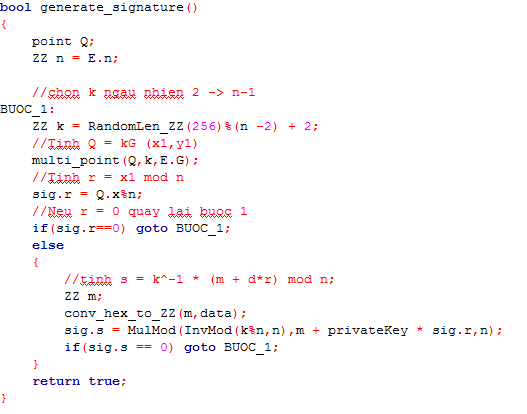 bool generate_signature()
{
    point Q;
    ZZ n = E.n;
    //chon k ngau nhien 2 -> n-1
BUOC_1:
    ZZ k = RandomLen_ZZ(256)%(n -2) + 2;
    //Tinh Q = kG (x1,y1)
    multi_point(Q,k,E.G);
    //Tinh r = x1 mod n
    sig.r = Q.x%n;
    //Neu r = 0 quay lai buoc 1
    if(sig.r==0) goto BUOC_1;
    else
    {
        //tinh s = k^-1 * (m + d*r) mod n;
        ZZ m;
        conv_hex_to_ZZ(m,data);
        sig.s = MulMod(InvMod(k%n,n),m + privateKey * sig.r,n);
        if(sig.s == 0) goto BUOC_1;
    }
    return true;
}